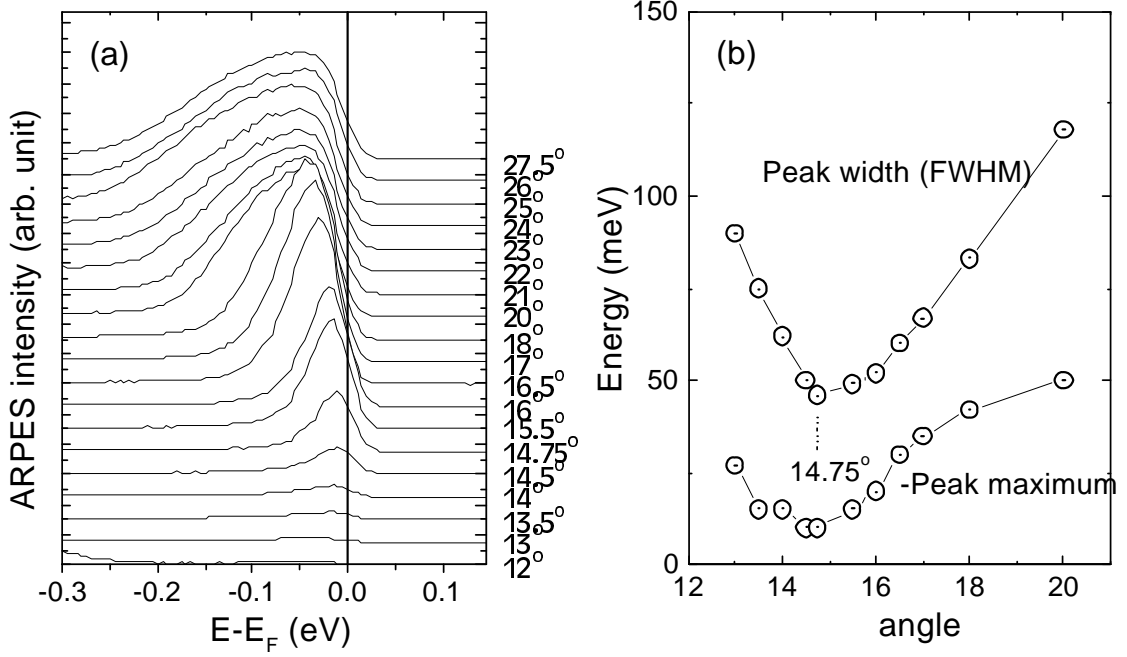 (a)
ARPES intensity (arb. unit)
27.5°
26°
25°
24°
23°
22°
21°
20°
18°
17°
16.5°
16°
15.5°
14.75°
14.5°
14°
13.5°
13°
12°
-0.3 -0.2 -0.1 0.0 0.1
E-E_F (eV)
(b)
150
100
50
0
Energy (meV)
Peak width (FWHM)
14.75°
-Peak maximum
12 14 16 18 20
angle